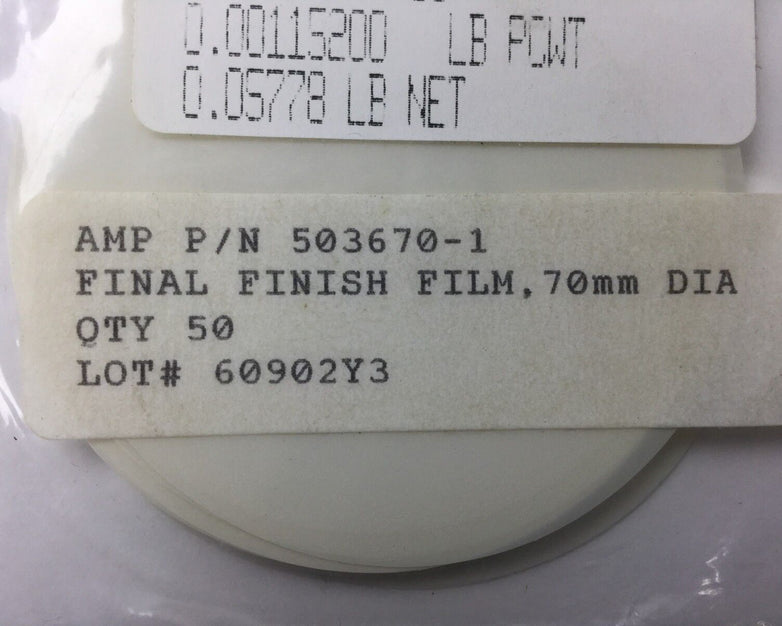 0.00115200 LB PCWT
0.05778 LB NET
AMP P/N 503670-1
FINAL FINISH FILM,70mm DIA
QTY 50
LOT# 60902Y3